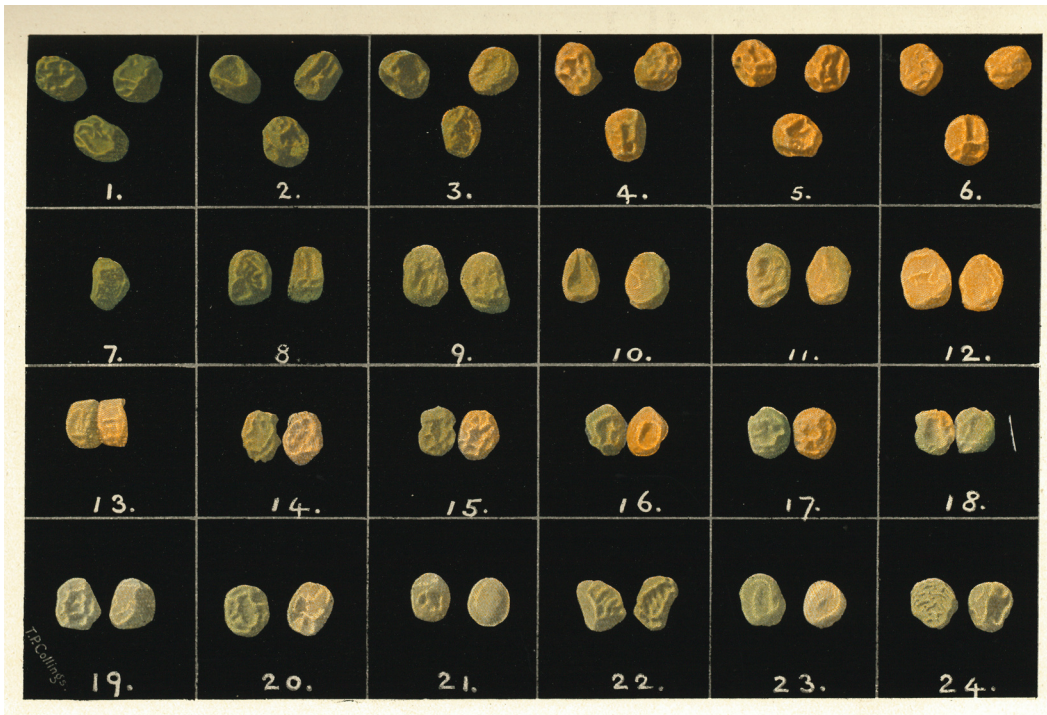 1. 2. 3. 4. 5. 6.
7. 8. 9. 10. 11. 12.
13. 14. 15. 16. 17. 18.
19. 20. 21. 22. 23. 24.
T.P.Collings.